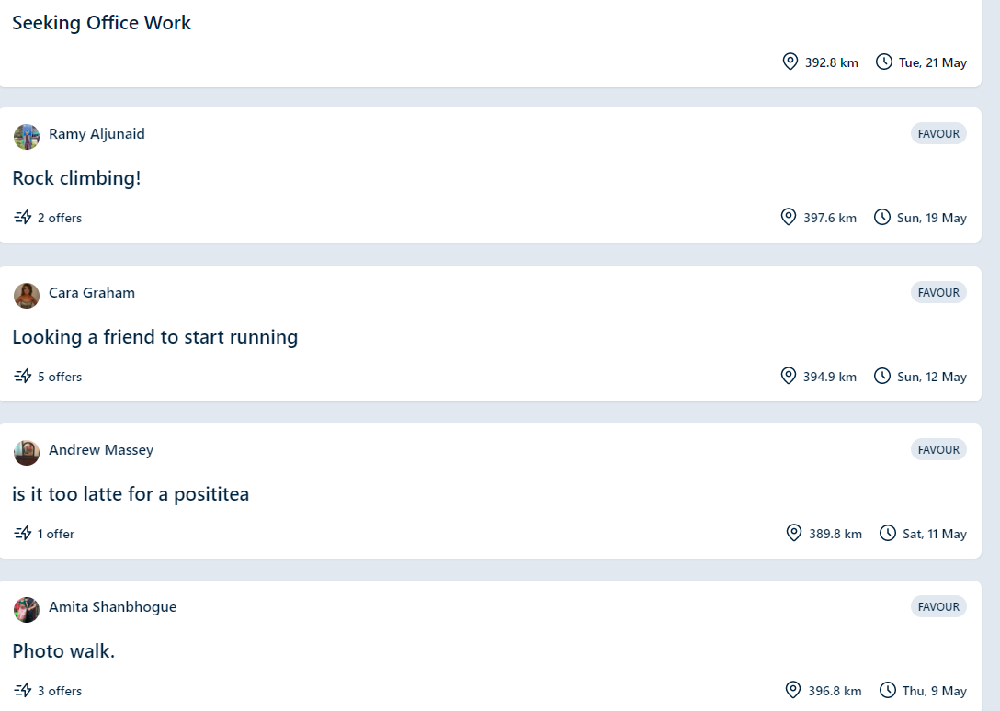 Seeking Office Work
392.8 km Tue, 21 May
Ramy Aljunaid FAVOUR
Rock climbing!
2 offers 397.6 km Sun, 19 May
Cara Graham FAVOUR
Looking a friend to start running
5 offers 394.9 km Sun, 12 May
Andrew Massey FAVOUR
is it too latte for a posititea
1 offer 389.8 km Sat, 11 May
Amita Shanbhogue FAVOUR
Photo walk.
3 offers 396.8 km Thu, 9 May